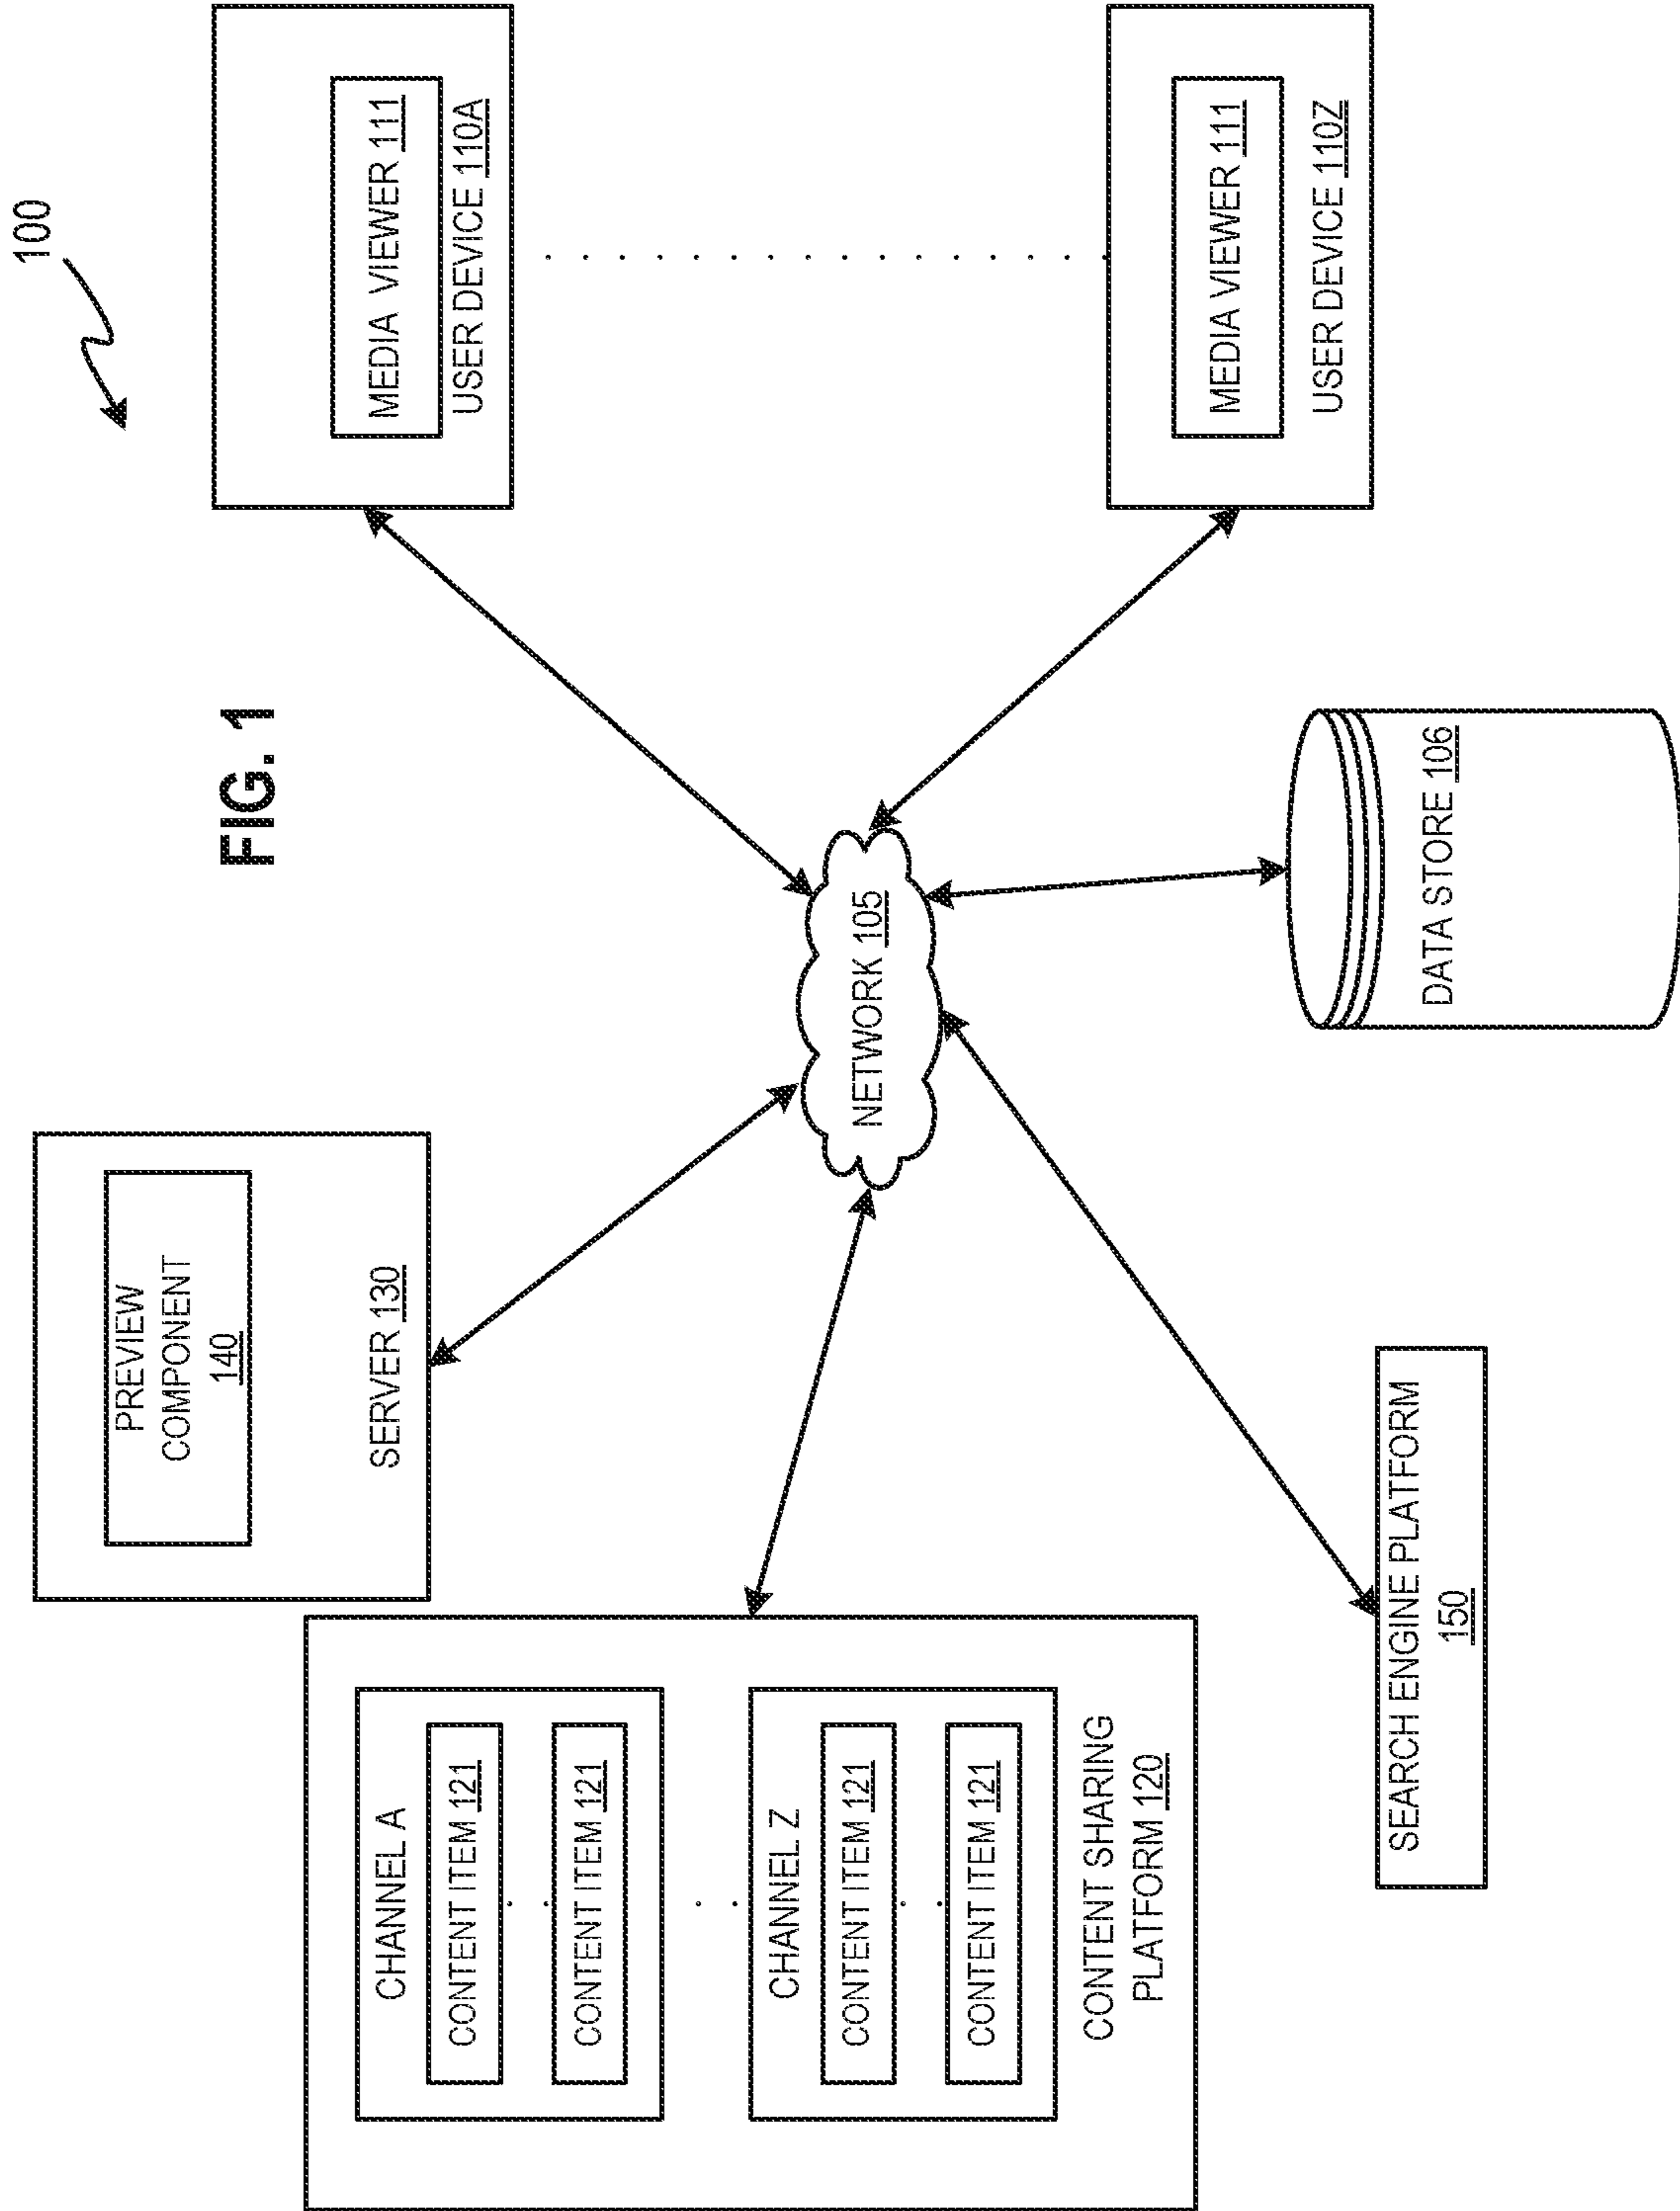 100
FIG. 1
PREVIEW
COMPONENT
140
SERVER 130
CHANNEL A
CONTENT ITEM 121
CONTENT ITEM 121
CHANNEL Z
CONTENT ITEM 121
CONTENT ITEM 121
CONTENT SHARING
PLATFORM 120
NETWORK 105
MEDIA VIEWER 111
USER DEVICE 110A
MEDIA VIEWER 111
USER DEVICE 110Z
SEARCH ENGINE PLATFORM
150
DATA STORE 106